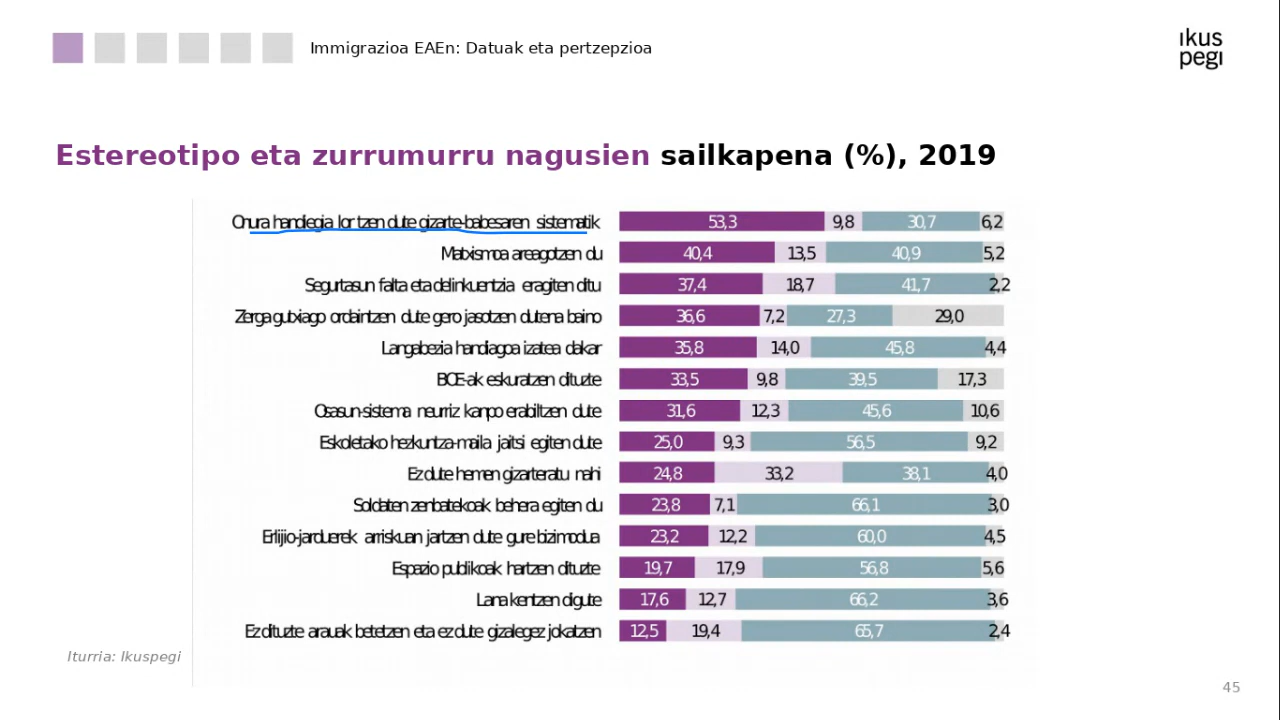 Immigrazioa EAEn: Datuak eta pertzepzioa
ıkus
pegı
Estereotipo eta zurrumurru nagusien sailkapena (%), 2019
Onura handiegia lortzen dute gizarte-babesaren sistematik 53,3 9,8 30,7 6,2
Matxismoa areagotzen du 40,4 13,5 40,9 5,2
Segurtasun falta eta delinkuentzia eragiten ditu 37,4 18,7 41,7 2,2
Zerga gutxiago ordaintzen dute gero jasotzen dutena baino 36,6 7,2 27,3 29,0
Langabezia handiagoa izatea dakar 35,8 14,0 45,8 4,4
BOE-ak eskuratzen dituzte 33,5 9,8 39,5 17,3
Osasun-sistema neurriz kanpo erabiltzen dute 31,6 12,3 45,6 10,6
Eskoletako hezkuntza-maila jaitsi egiten dute 25,0 9,3 56,5 9,2
Ez dute hemen gizarteratu nahi 24,8 33,2 38,1 4,0
Soldaten zenbatekoak behera egiten du 23,8 7,1 66,1 3,0
Erlijio-jarduerek arriskuan jartzen dute gure bizimodua 23,2 12,2 60,0 4,5
Espazio publikoak hartzen dituzte 19,7 17,9 56,8 5,6
Lana kentzen digute 17,6 12,7 66,2 3,6
Ez dituzte arauak betetzen eta ez dute gizalegez jokatzen 12,5 19,4 65,7 2,4
Iturria: Ikuspegi
45